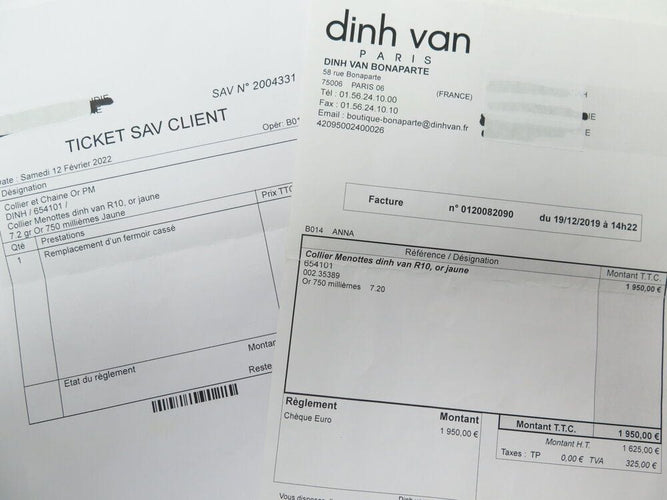 SAV N° 2004331
TICKET SAV CLIENT
Date : Samedi 12 Février 2022
Opér: B01
Désignation
Collier et Chaine Or PM
DINH / 654101 /
Collier Menottes dinh van R10, or jaune
7.2 gr Or 750 millièmes Jaune
Prix TTC
Qté Prestations
1 Remplacement d'un fermoir cassé
Montan
Etat du règlement
Reste
dinh van
PARIS
DINH VAN BONAPARTE
58 rue Bonaparte
75006 PARIS 06 (FRANCE)
Tél : 01.56.24.10.00
Fax : 01.56.24.10.10
Email : boutique-bonaparte@dinhvan.fr
42095002400026
Facture n° 0120082090 du 19/12/2019 à 14h22
B014 ANNA
Référence / Désignation Montant T.T.C.
Collier Menottes dinh van R10, or jaune 1 950,00 €
654101
002.35389
Or 750 millièmes 7.20
Règlement Montant
Chèque Euro 1 950,00 €
Montant T.T.C. 1 950,00 €
Montant H.T. 1 625,00 €
Taxes : TP 0,00 € TVA 325,00 €